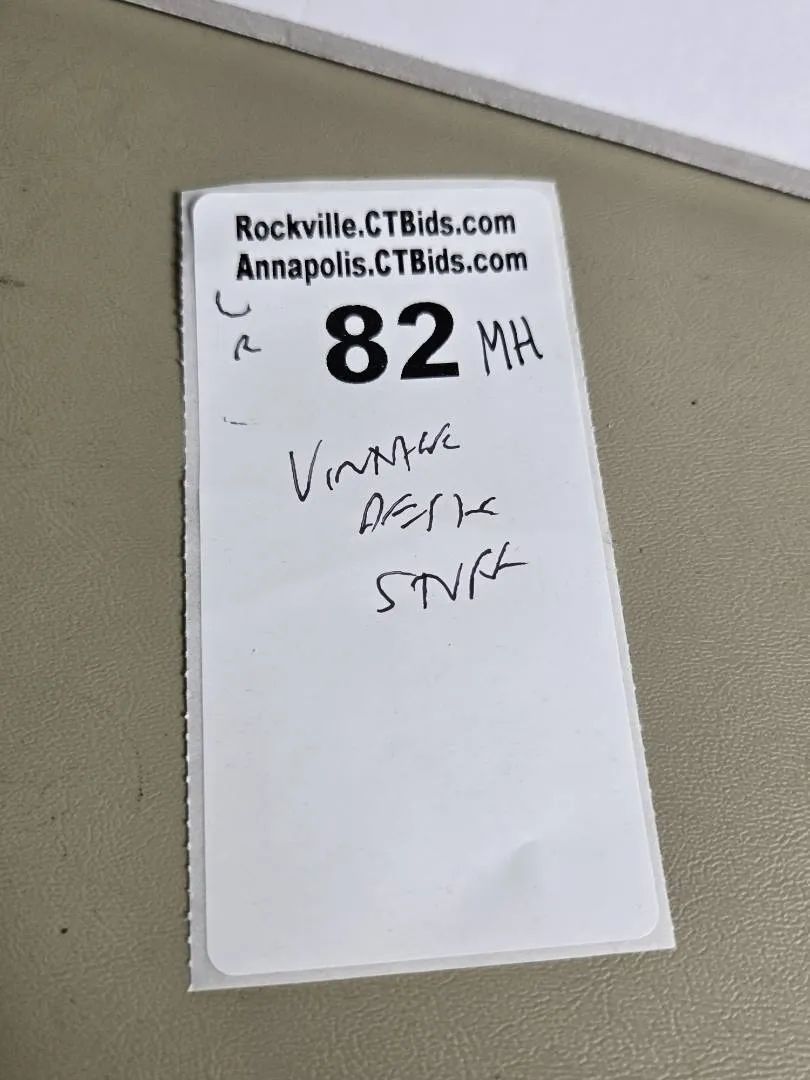 Rockville.CTBids.com
Annapolis.CTBids.com
82 MH
R
VINTAGE
DESK
STUFF